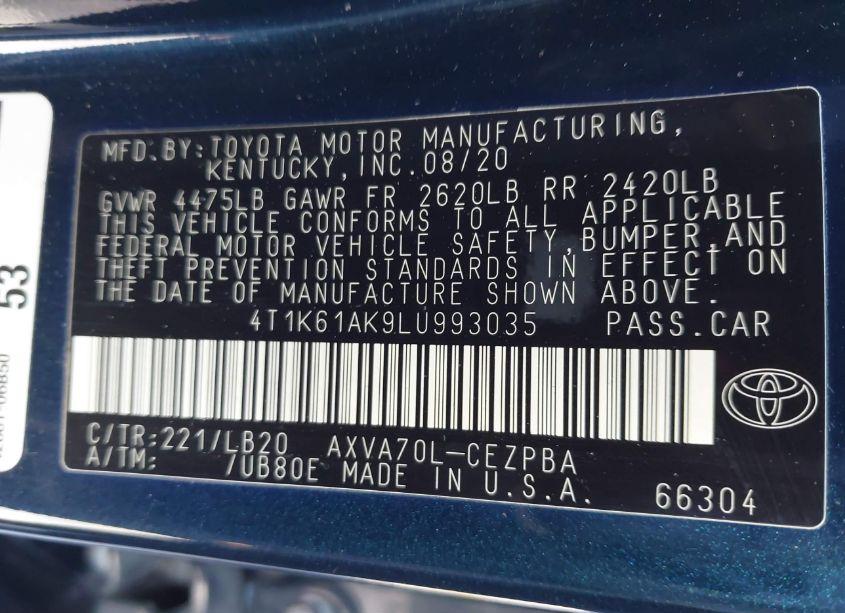 MFD.BY:TOYOTA MOTOR MANUFACTURING,
KENTUCKY,INC.08/20
GVWR 4475LB GAWR FR 2620LB RR 2420LB
THIS VEHICLE CONFORMS TO ALL APPLICABLE
FEDERAL MOTOR VEHICLE SAFETY,BUMPER,AND
THEFT PREVENTION STANDARDS IN EFFECT ON
THE DATE OF MANUFACTURE SHOWN ABOVE.
4T1K61AK9LU993035 PASS.CAR
C/TR:221/LB20 AXVA70L-CEZPBA
A/TM: /UB80E MADE IN U.S.A.
66304
53